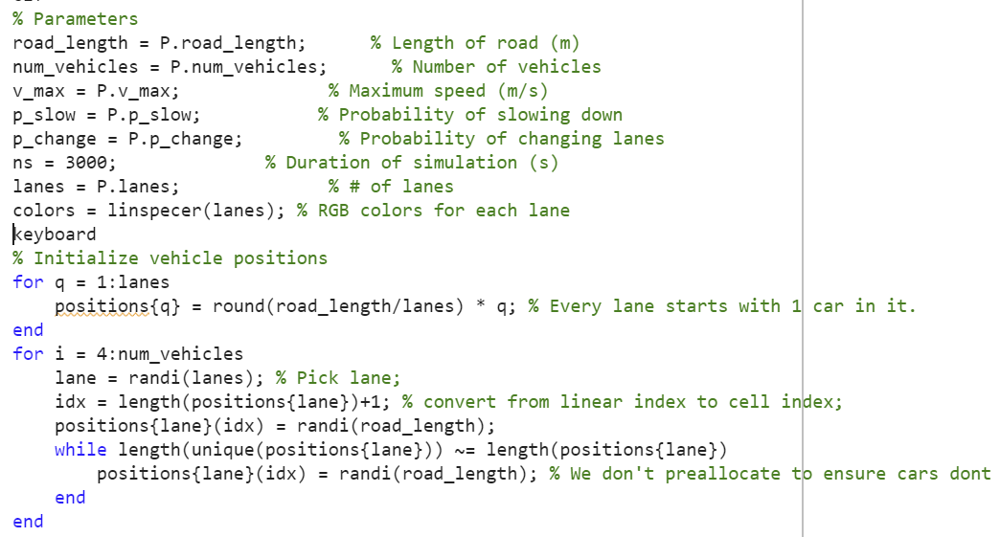 % Parameters
road_length = P.road_length;      % Length of road (m)
num_vehicles = P.num_vehicles;      % Number of vehicles
v_max = P.v_max;              % Maximum speed (m/s)
p_slow = P.p_slow;           % Probability of slowing down
p_change = P.p_change;         % Probability of changing lanes
ns = 3000;              % Duration of simulation (s)
lanes = P.lanes;              % # of lanes
colors = linspecer(lanes); % RGB colors for each lane
keyboard
% Initialize vehicle positions
for q = 1:lanes
    positions{q} = round(road_length/lanes) * q; % Every lane starts with 1 car in it.
end
for i = 4:num_vehicles
    lane = randi(lanes); % Pick lane;
    idx = length(positions{lane})+1; % convert from linear index to cell index;
    positions{lane}(idx) = randi(road_length);
    while length(unique(positions{lane})) ~= length(positions{lane})
        positions{lane}(idx) = randi(road_length); % We don't preallocate to ensure cars dont
    end
end